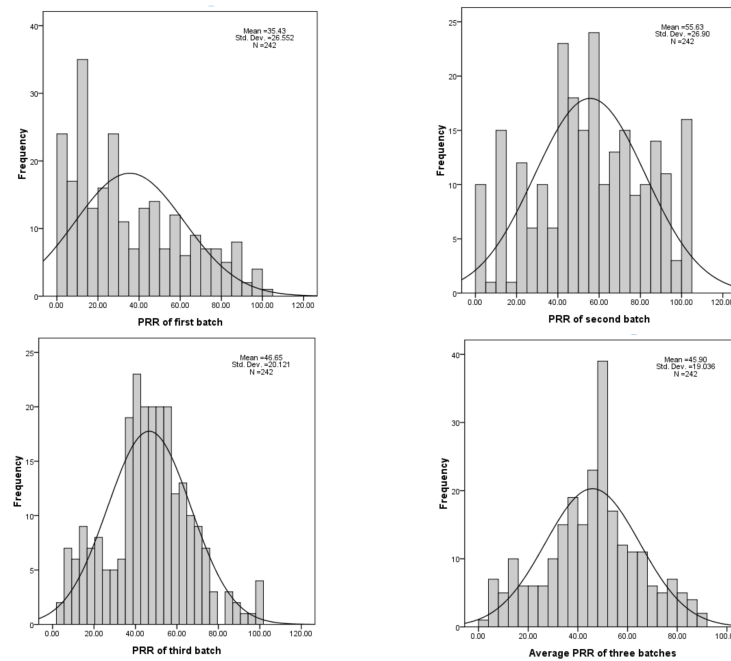 Mean =35.43
Std. Dev. =26.552
N =242
Frequency
40
30
20
10
0
.00 20.00 40.00 60.00 80.00 100.00 120.00
PRR of first batch
Mean =55.63
Std. Dev. =26.90
N =242
Frequency
25
20
15
10
5
0
.00 20.00 40.00 60.00 80.00 100.00 120.00
PRR of second batch
Mean =46.65
Std. Dev. =20.121
N =242
Frequency
25
20
15
10
5
0
0.00 20.00 40.00 60.00 80.00 100.00 120.00
PRR of third batch
Mean =45.90
Std. Dev. =19.036
N =242
Frequency
40
30
20
10
0
.00 20.00 40.00 60.00 80.00 100.0
Average PRR of three batches